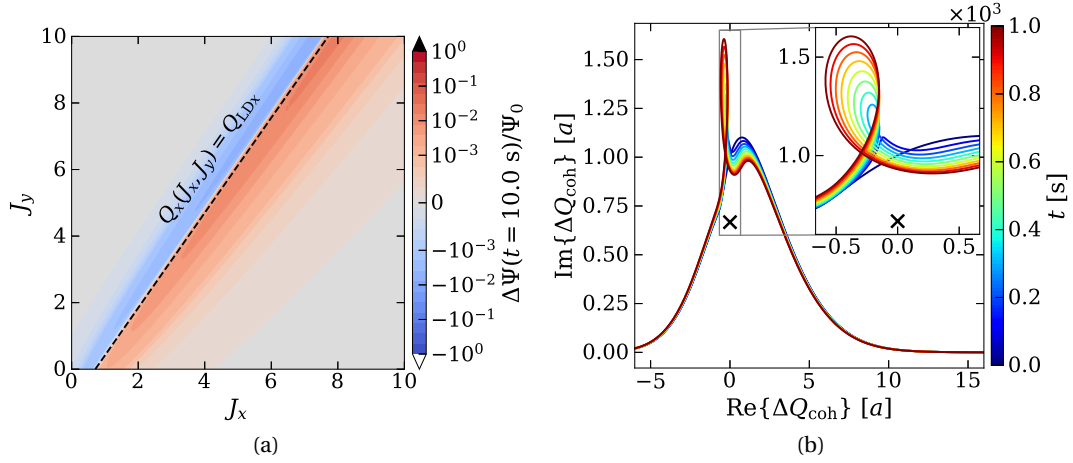 10
8
6
4
2
0
J_y
0 2 4 6 8 10
J_x
Q_x(J_x, J_y) = Q_LDx
10^0
10^-1
10^-2
10^-3
0
−10^-3
−10^-2
−10^-1
−10^0
ΔΨ(t = 10.0 s)/Ψ_0
(a)
1.50
1.25
1.00
0.75
0.50
0.25
0.00
Im{ΔQ_coh} [a]
−5 0 5 10 15
Re{ΔQ_coh} [a]
1.5
1.0
−0.5 0.0 0.5
×10^3
1.0
0.8
0.6
0.4
0.2
0.0
t [s]
(b)